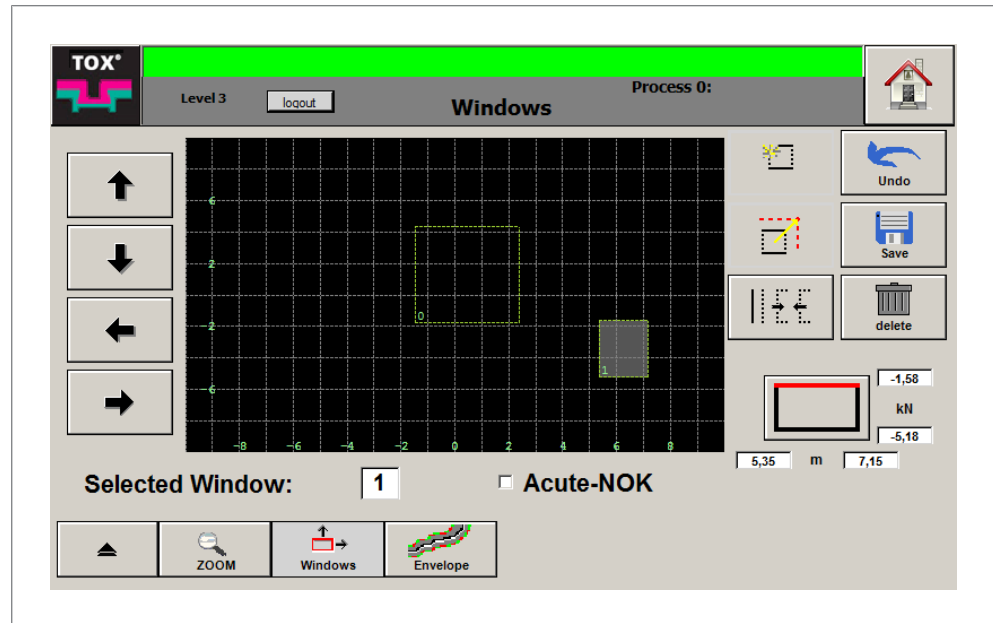 TOX®
Level 3
logout
Windows
Process 0:
6
2
-2
-6
-8 -6 -4 -2 0 2 4 6 8
0
1
Undo
Save
delete
-1,58
kN
-5,18
5,35 m 7,15
Selected Window: 1
Acute-NOK
ZOOM
Windows
Envelope